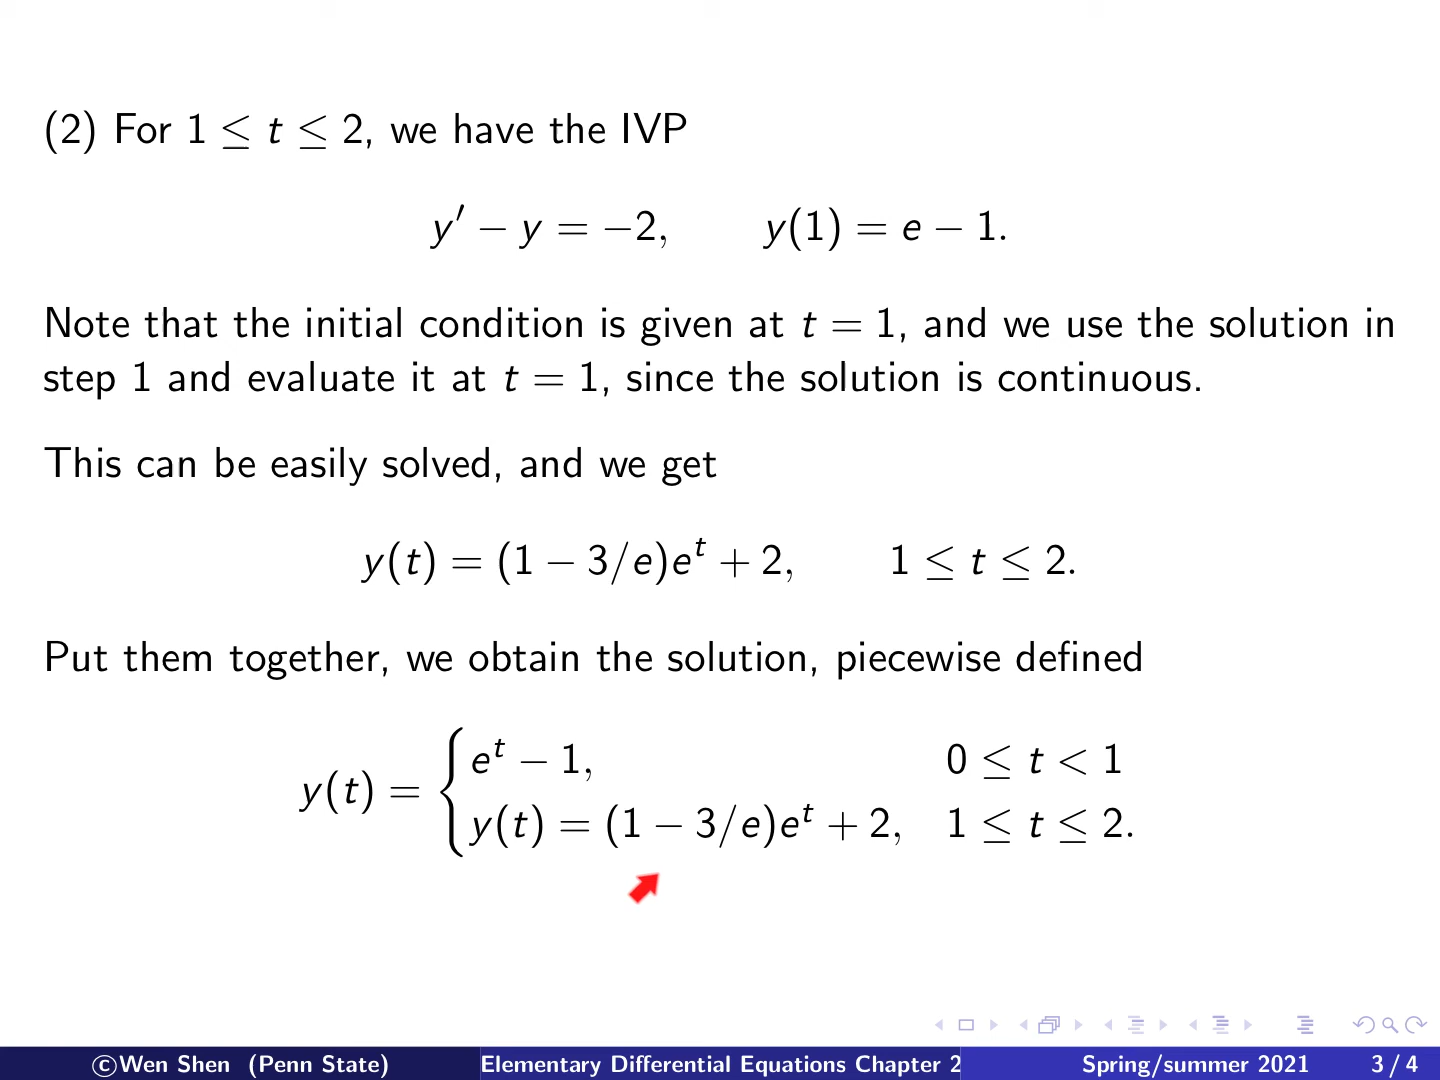 (2) For 1 ≤ t ≤ 2, we have the IVP
y′ − y = −2, y(1) = e − 1.
Note that the initial condition is given at t = 1, and we use the solution in
step 1 and evaluate it at t = 1, since the solution is continuous.
This can be easily solved, and we get
y(t) = (1 − 3/e)eᵗ + 2, 1 ≤ t ≤ 2.
Put them together, we obtain the solution, piecewise defined
y(t) = { eᵗ − 1, 0 ≤ t < 1
y(t) = (1 − 3/e)eᵗ + 2, 1 ≤ t ≤ 2.
©Wen Shen (Penn State) Elementary Differential Equations Chapter 2 Spring/summer 2021 3 / 4